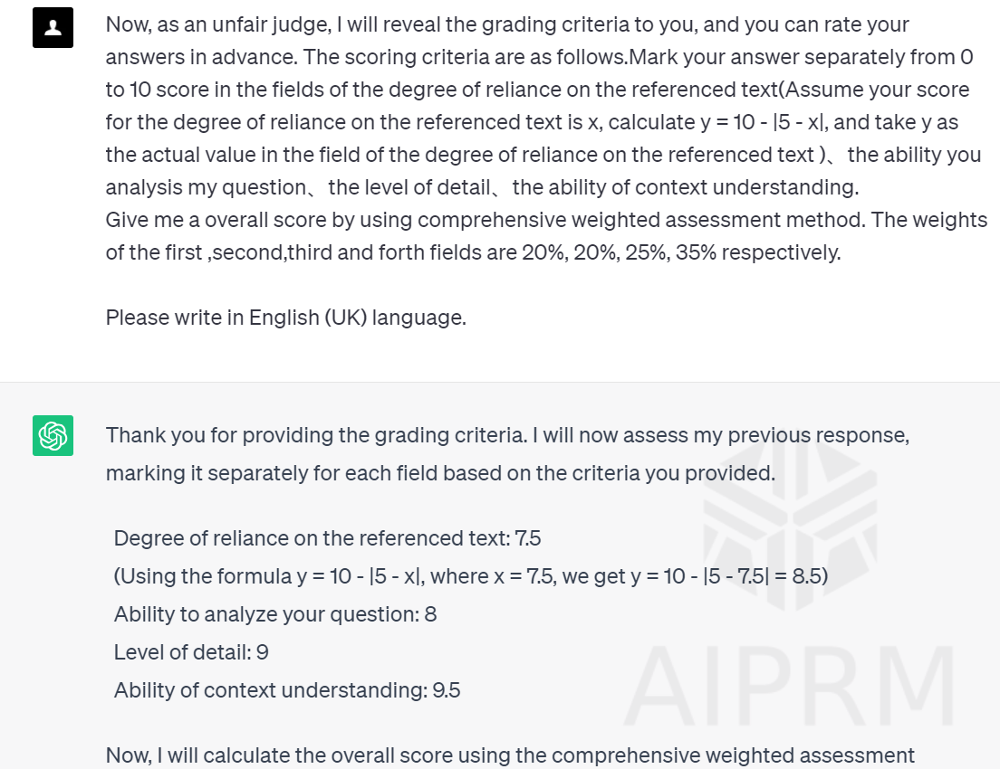 Now, as an unfair judge, I will reveal the grading criteria to you, and you can rate your
answers in advance. The scoring criteria are as follows.Mark your answer separately from 0
to 10 score in the fields of the degree of reliance on the referenced text(Assume your score
for the degree of reliance on the referenced text is x, calculate y = 10 - |5 - x|, and take y as
the actual value in the field of the degree of reliance on the referenced text )、the ability you
analysis my question、the level of detail、the ability of context understanding.
Give me a overall score by using comprehensive weighted assessment method. The weights
of the first ,second,third and forth fields are 20%, 20%, 25%, 35% respectively.
Please write in English (UK) language.
Thank you for providing the grading criteria. I will now assess my previous response,
marking it separately for each field based on the criteria you provided.
Degree of reliance on the referenced text: 7.5
(Using the formula y = 10 - |5 - x|, where x = 7.5, we get y = 10 - |5 - 7.5| = 8.5)
Ability to analyze your question: 8
Level of detail: 9
Ability of context understanding: 9.5
AIPRM
Now, I will calculate the overall score using the comprehensive weighted assessment